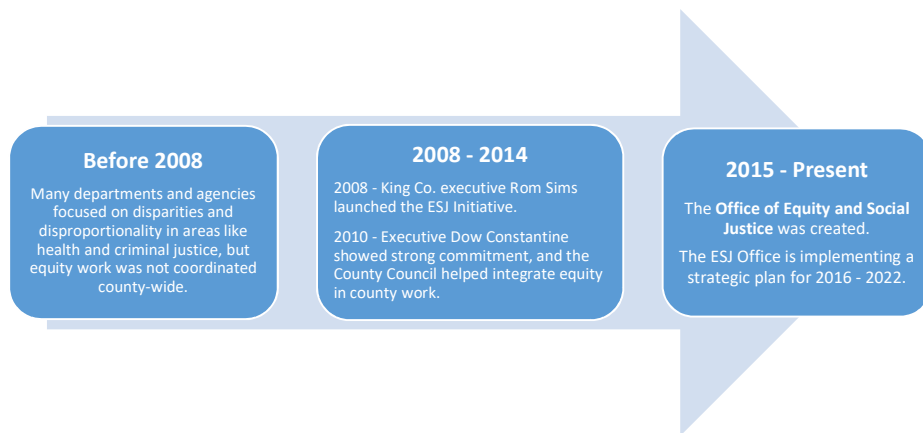 Before 2008
Many departments and agencies
focused on disparities and
disproportionality in areas like
health and criminal justice, but
equity work was not coordinated
county-wide.
2008 - 2014
2008 - King Co. executive Rom Sims
launched the ESJ Initiative.
2010 - Executive Dow Constantine
showed strong commitment, and the
County Council helped integrate equity
in county work.
2015 - Present
The Office of Equity and Social
Justice was created.
The ESJ Office is implementing a
strategic plan for 2016 - 2022.